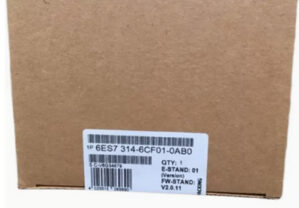 1P 6ES7 314-6CF01-0AB0
QTY: 1
E-STAND: 01
(Version)
FW-STAND:
V2.0.11